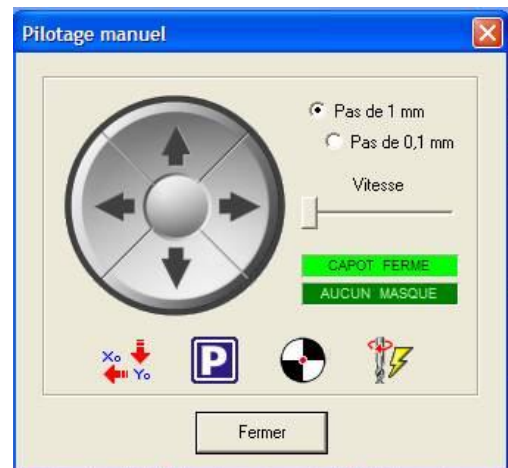 Pilotage manuel
Pas de 1 mm
Pas de 0,1 mm
Vitesse
CAPOT FERME
AUCUN MASQUE
Xo
Yo
P
Fermer